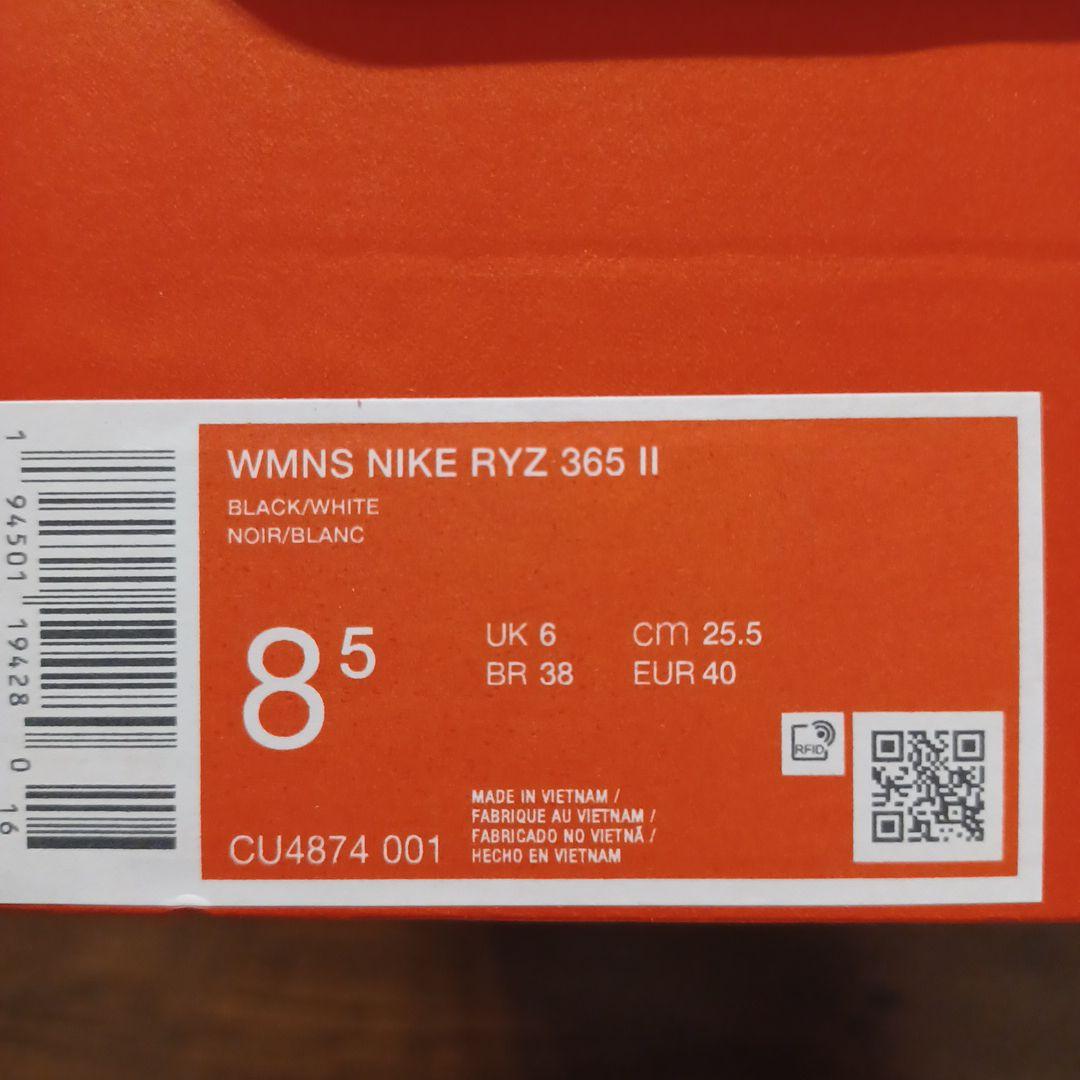 WMNS NIKE RYZ 365 II
BLACK/WHITE
NOIR/BLANC
8 5
UK 6
cm 25.5
BR 38
EUR 40
RFID
CU4874 001
MADE IN VIETNAM /
FABRIQUE AU VIETNAM /
FABRICADO NO VIETNÃ /
HECHO EN VIETNAM
1 94501 19428 0 16